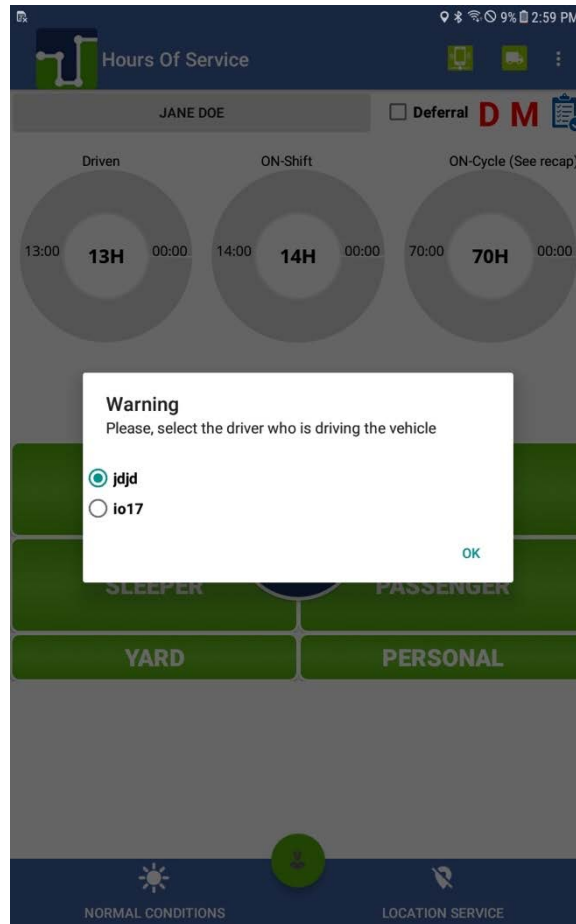 9% 2:59 PM
Hours Of Service
JANE DOE
Deferral D M
Driven ON-Shift ON-Cycle (See recap)
13:00 13H 00:00 14:00 14H 00:00 70:00 70H 00:00
Warning
Please, select the driver who is driving the vehicle
jdjd
io17
OK
SLEEPER PASSENGER
YARD PERSONAL
NORMAL CONDITIONS LOCATION SERVICE